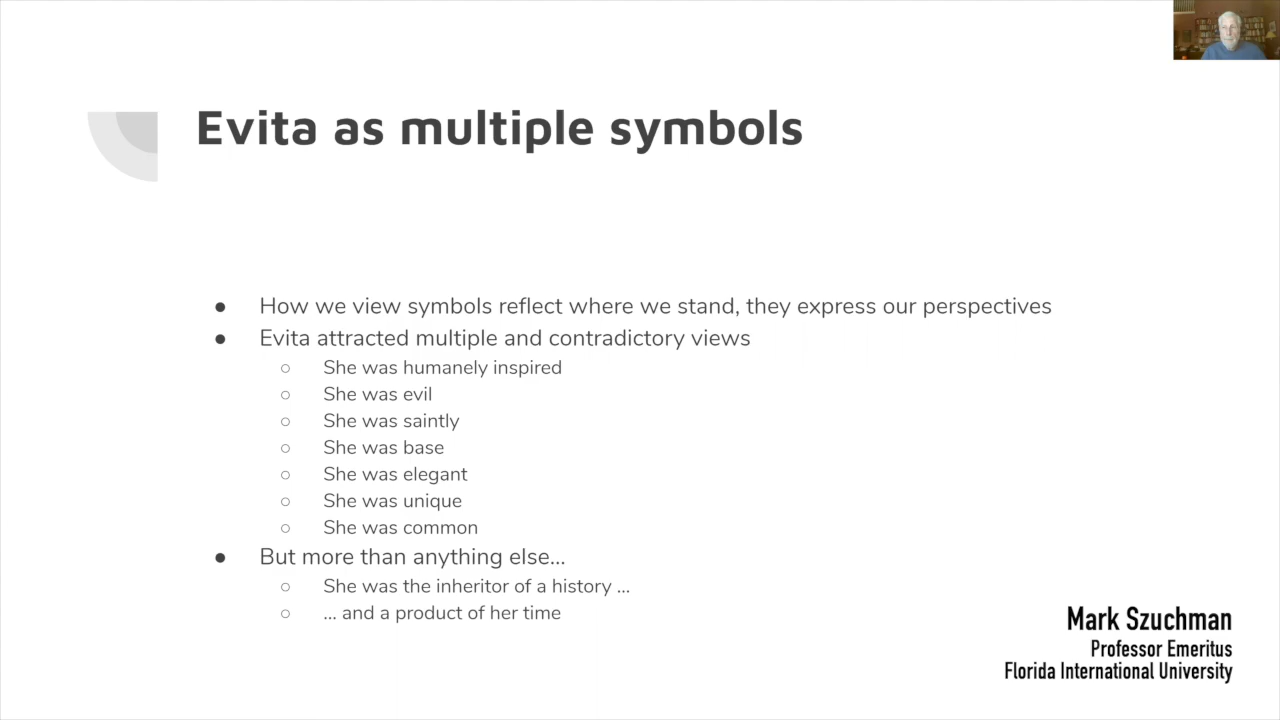 Evita as multiple symbols
● How we view symbols reflect where we stand, they express our perspectives
● Evita attracted multiple and contradictory views
○ She was humanely inspired
○ She was evil
○ She was saintly
○ She was base
○ She was elegant
○ She was unique
○ She was common
● But more than anything else...
○ She was the inheritor of a history ...
○ ... and a product of her time
Mark Szuchman
Professor Emeritus
Florida International University